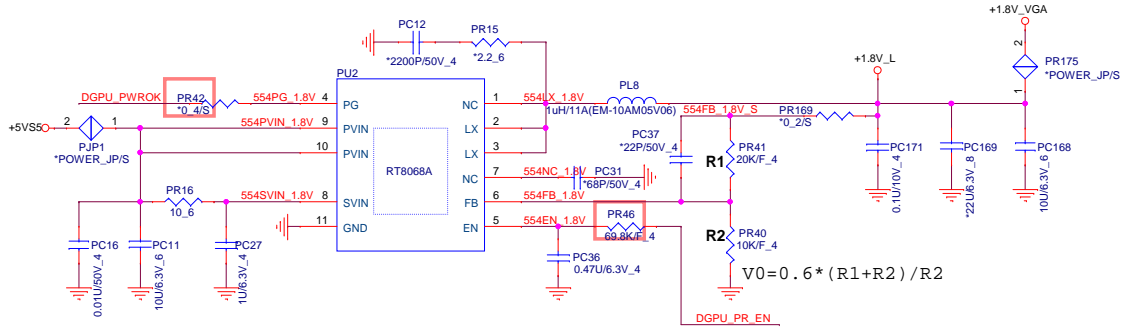 +1.8V_VGA
PC12
*2200P/50V_4
PR15
*2.2_6
2
PR175
*POWER_JP/S
1
+1.8V_L
DGPU_PWROK
PR42
*0_4/S
554PG_1.8V
PU2
4
PG
NC
1
554LX_1.8V
PL8
1uH/11A(EM-10AM05V06)
554FB_1.8V_S
PR169
*0_2/S
+5VS5
2
1
PJP1
*POWER_JP/S
554PVIN_1.8V
9
PVIN
LX
2
10
PVIN
LX
3
RT8068A
PC37
*22P/50V_4
R1
PR41
20K/F_4
PC171
0.1U/10V_4
PC169
*22U/6.3V_8
PC168
10U/6.3V_6
NC
7
554NC_1.8V
PC31
*68P/50V_4
PR16
10_6
554SVIN_1.8V
8
SVIN
FB
6
554FB_1.8V
11
GND
EN
5
554EN_1.8V
PR46
69.8K/F_4
R2
PR40
10K/F_4
PC16
0.01U/50V_4
PC11
10U/6.3V_6
PC27
1U/6.3V_4
PC36
0.47U/6.3V_4
V0=0.6*(R1+R2)/R2
DGPU_PR_EN